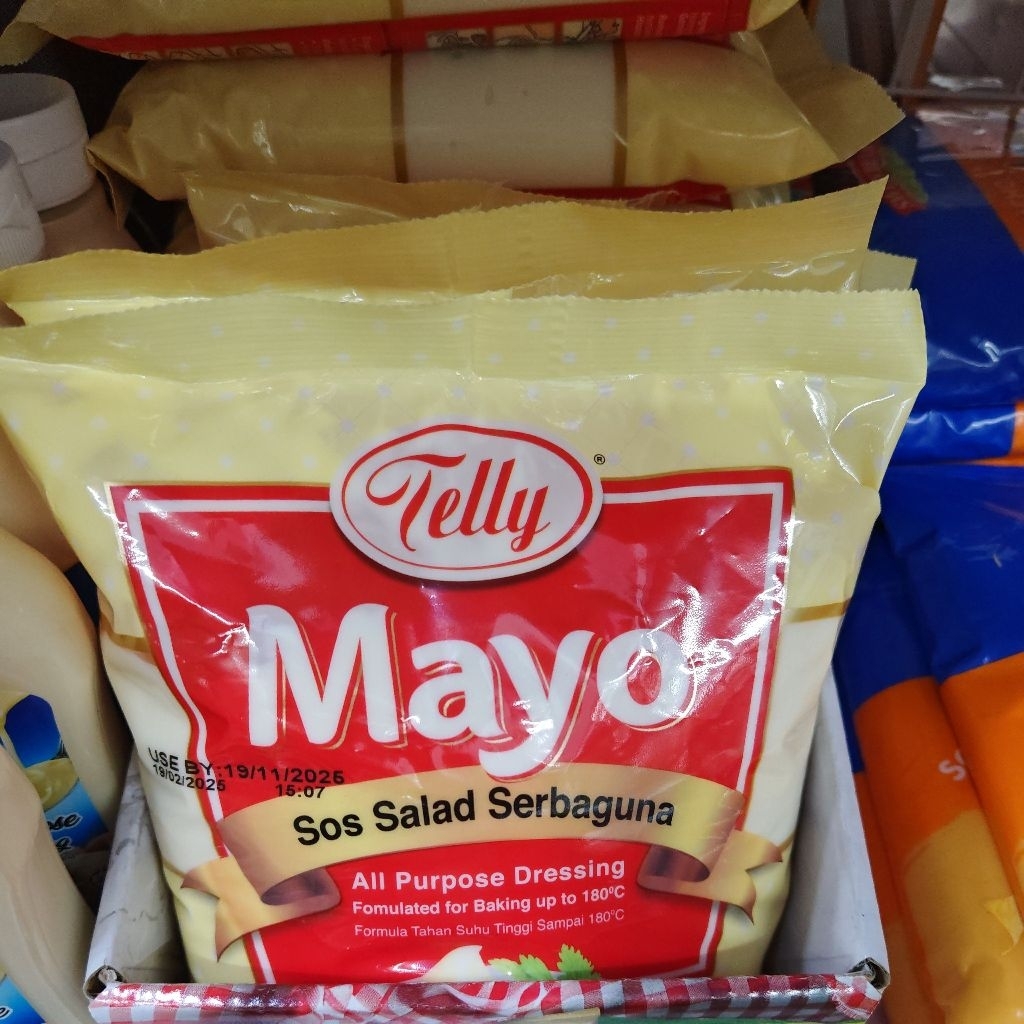 Telly
®
Mayo
USE BY:19/11/2025
19/02/2025 15:07
Sos Salad Serbaguna
All Purpose Dressing
Fomulated for Baking up to 180°C
Formula Tahan Suhu Tinggi Sampai 180°C